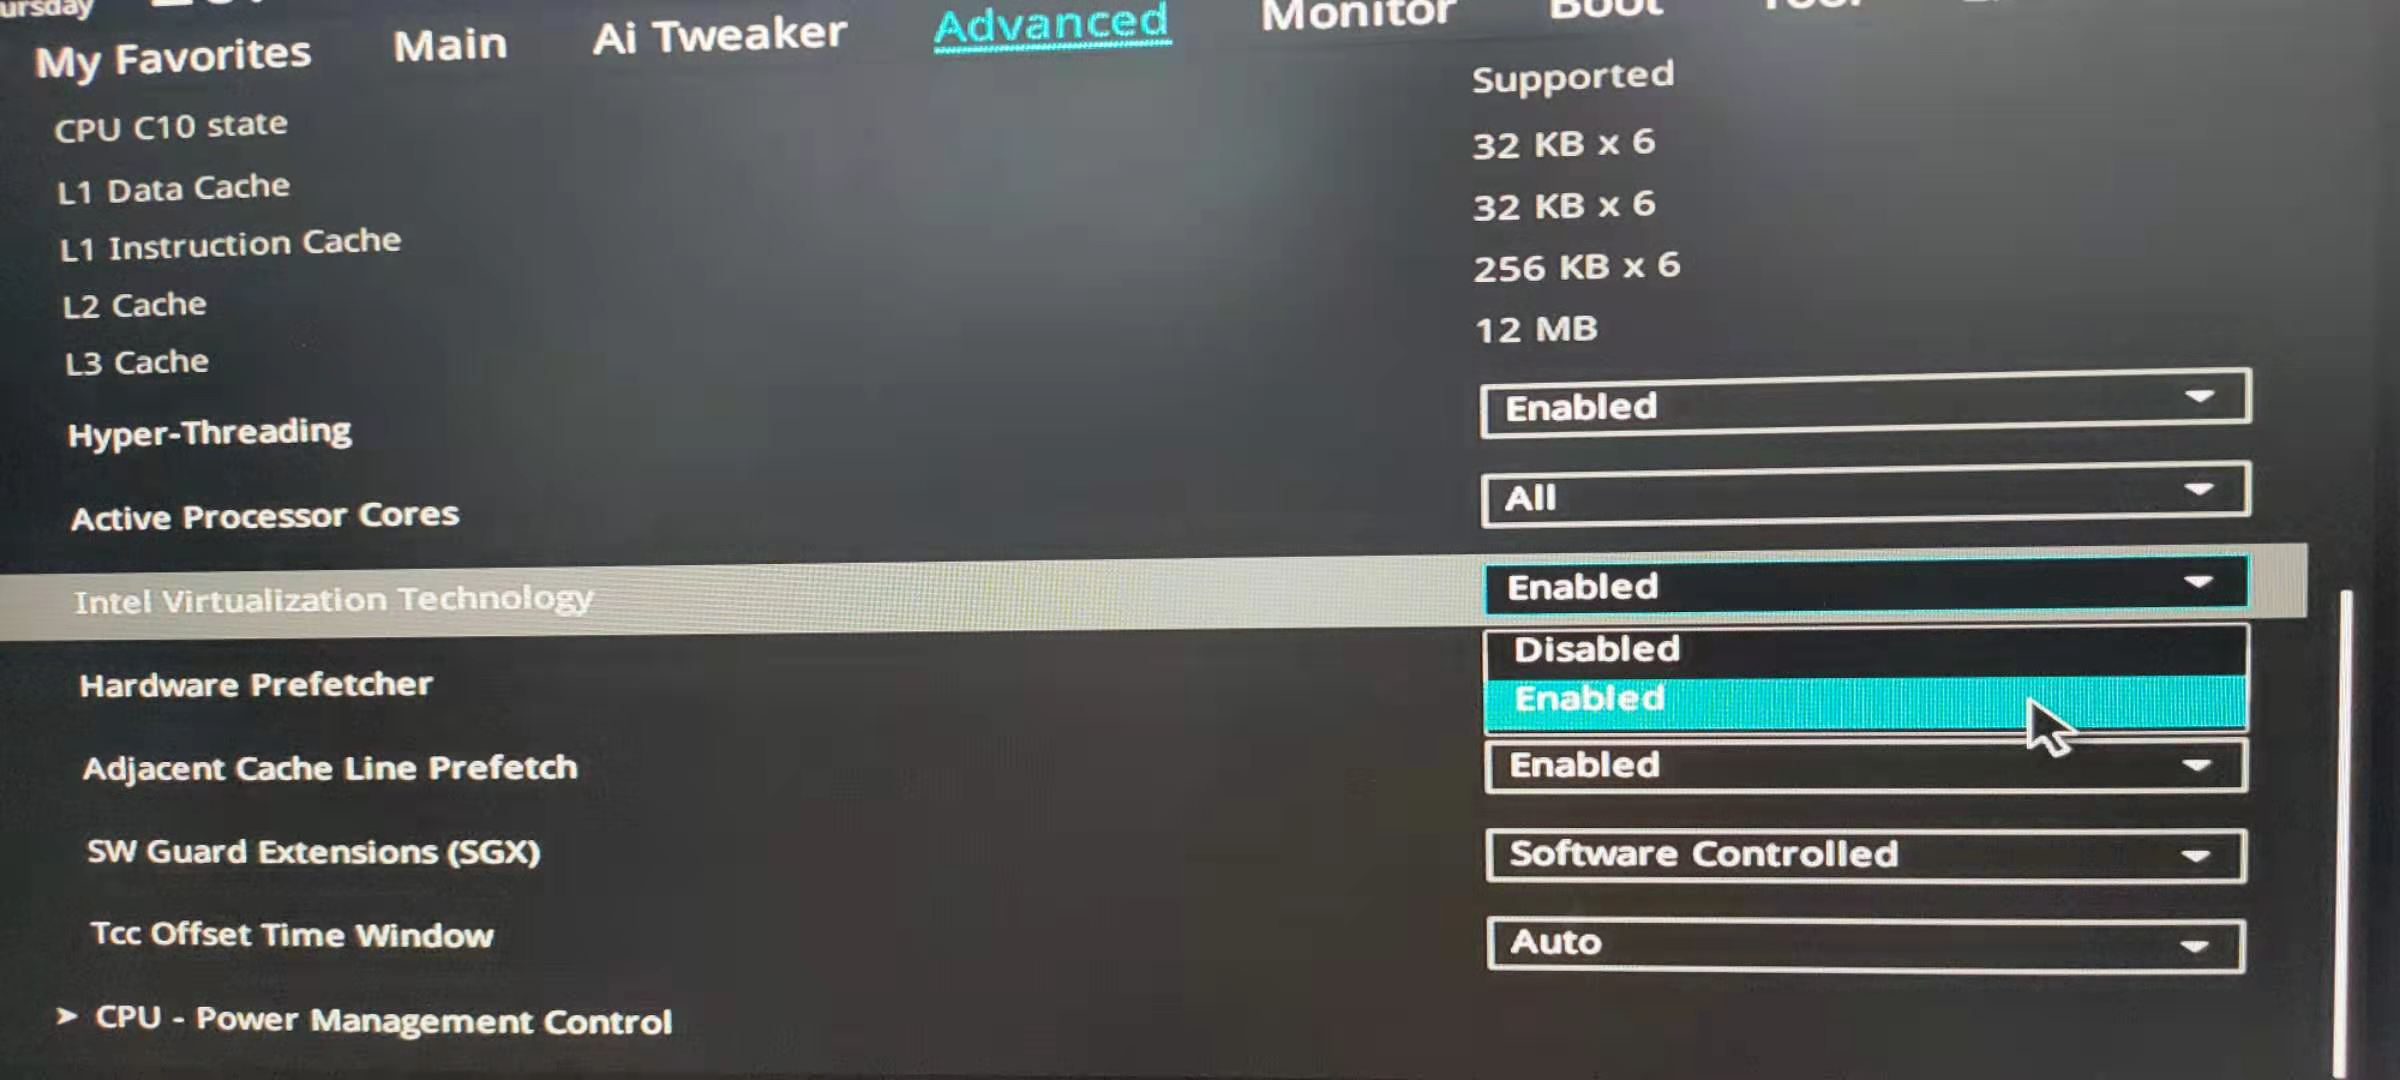 ursday
My Favorites Main Ai Tweaker Advanced Monitor Boot Tool
CPU C10 state Supported
L1 Data Cache 32 KB x 6
L1 Instruction Cache 32 KB x 6
L2 Cache 256 KB x 6
L3 Cache 12 MB
Hyper-Threading Enabled
Active Processor Cores All
Intel Virtualization Technology Enabled
Disabled
Hardware Prefetcher Enabled
Adjacent Cache Line Prefetch Enabled
SW Guard Extensions (SGX) Software Controlled
Tcc Offset Time Window Auto
➤ CPU - Power Management Control